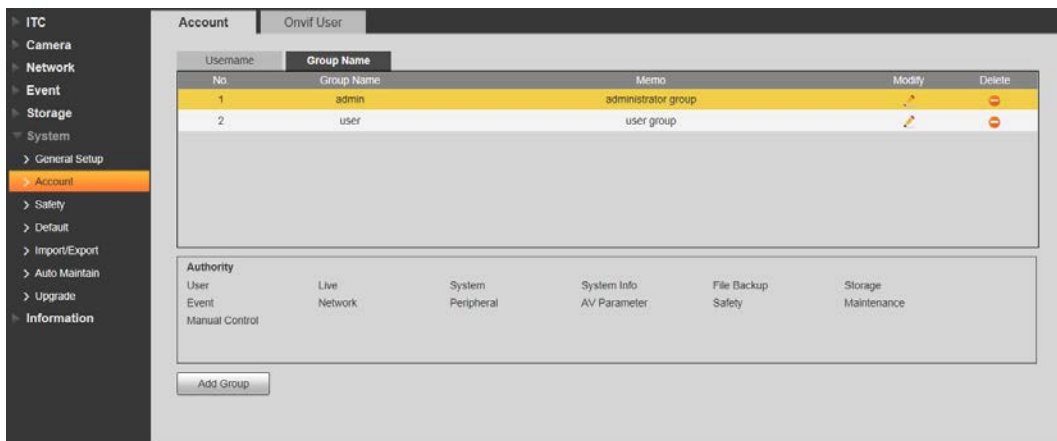 ITC
Camera
Network
Event
Storage
System
General Setup
Account
Safety
Default
Import/Export
Auto Maintain
Upgrade
Information
Account Onvif User
Username Group Name
No. Group Name Memo Modify Delete
1 admin administrator group
2 user user group
Authority
User Live System System Info File Backup Storage
Event Network Peripheral AV Parameter Safety Maintenance
Manual Control
Add Group